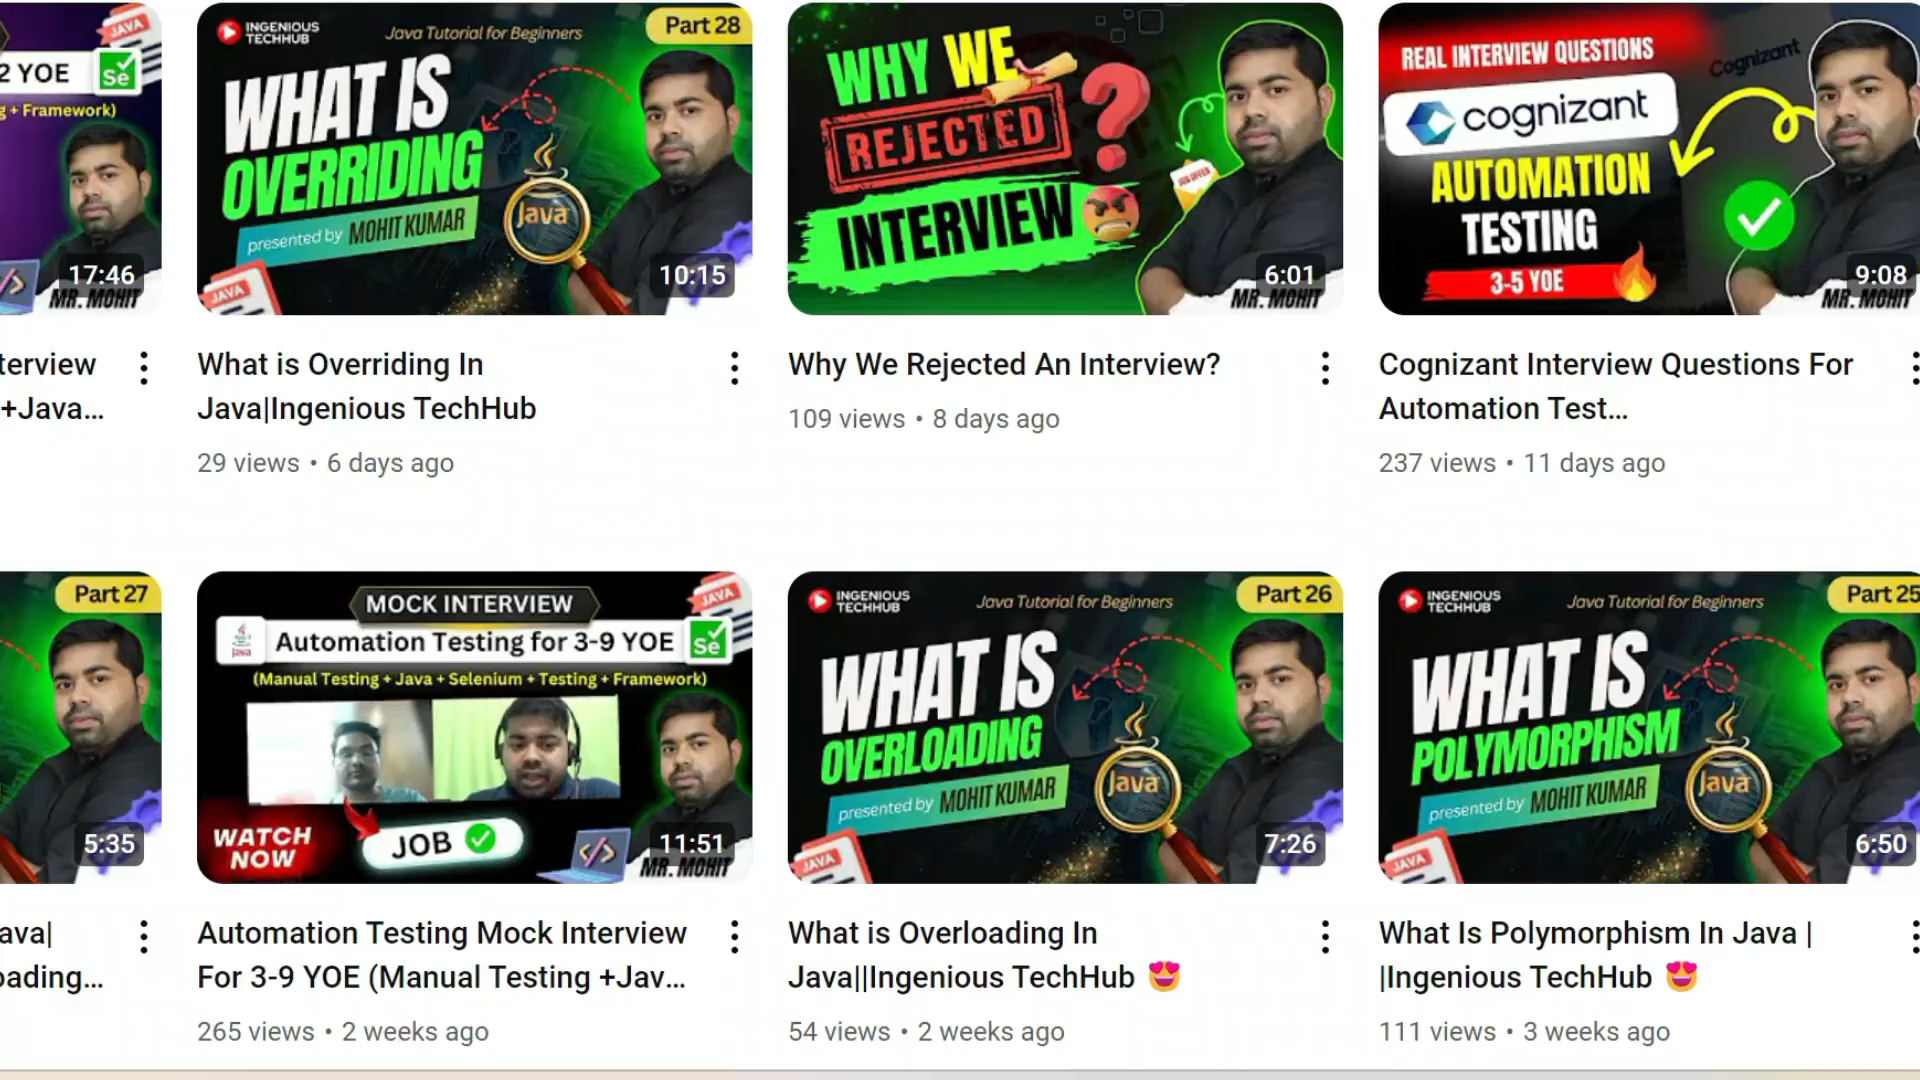 2 YOE
Se
JAVA
g + Framework)
17:46
MR. MOHIT
INGENIOUS
TECHHUB
Java Tutorial for Beginners
Part 28
WHAT IS
OVERRIDING
presented by MOHIT KUMAR
Java
JAVA
10:15
WHY WE
REJECTED
INTERVIEW
JOB OFFER
6:01
MR. MOHIT
REAL INTERVIEW QUESTIONS
Cognizant
cognizant
AUTOMATION
TESTING
3-5 YOE
9:08
MR. MOHIT
terview
+Java...
What is Overriding In
Java|Ingenious TechHub
29 views • 6 days ago
Why We Rejected An Interview?
109 views • 8 days ago
Cognizant Interview Questions For
Automation Test...
237 views • 11 days ago
Part 27
5:35
MOCK INTERVIEW
JAVA
Java
Automation Testing for 3-9 YOE
Se
(Manual Testing + Java + Selenium + Testing + Framework)
WATCH
NOW
JOB
</>
11:51
MR. MOHIT
INGENIOUS
TECHHUB
Java Tutorial for Beginners
Part 26
WHAT IS
OVERLOADING
presented by MOHIT KUMAR
Java
JAVA
7:26
INGENIOUS
TECHHUB
Java Tutorial for Beginners
Part 25
WHAT IS
POLYMORPHISM
presented by MOHIT KUMAR
Java
JAVA
6:50
ava|
oading...
Automation Testing Mock Interview
For 3-9 YOE (Manual Testing +Jav...
265 views • 2 weeks ago
What is Overloading In
Java||Ingenious TechHub 😍
54 views • 2 weeks ago
What Is Polymorphism In Java |
|Ingenious TechHub 😍
111 views • 3 weeks ago